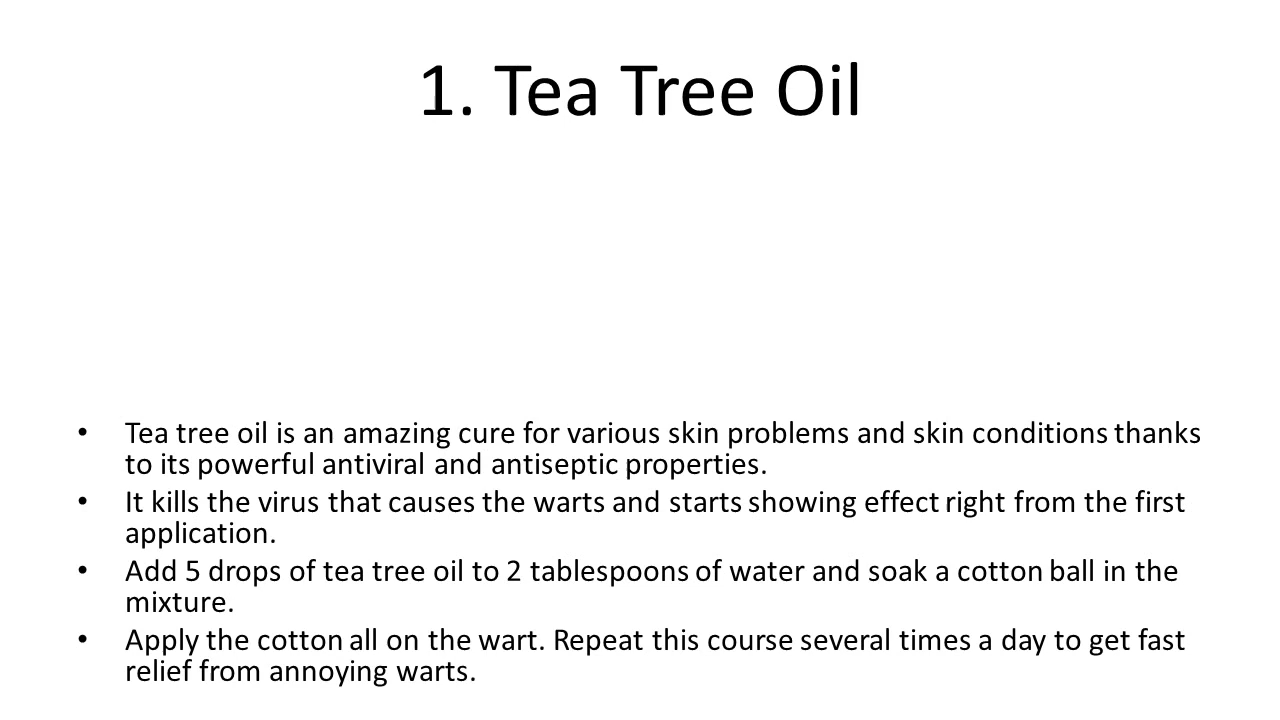 1. Tea Tree Oil
• Tea tree oil is an amazing cure for various skin problems and skin conditions thanks
to its powerful antiviral and antiseptic properties.
• It kills the virus that causes the warts and starts showing effect right from the first
application.
• Add 5 drops of tea tree oil to 2 tablespoons of water and soak a cotton ball in the
mixture.
• Apply the cotton all on the wart. Repeat this course several times a day to get fast
relief from annoying warts.